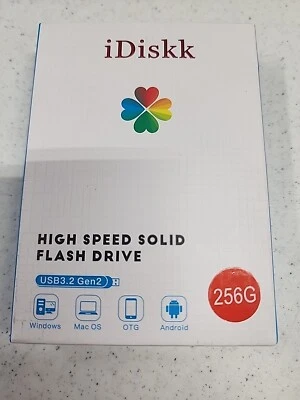 iDiskk
HIGH SPEED SOLID
FLASH DRIVE
USB3.2 Gen2
256G
Windows Mac OS OTG Android